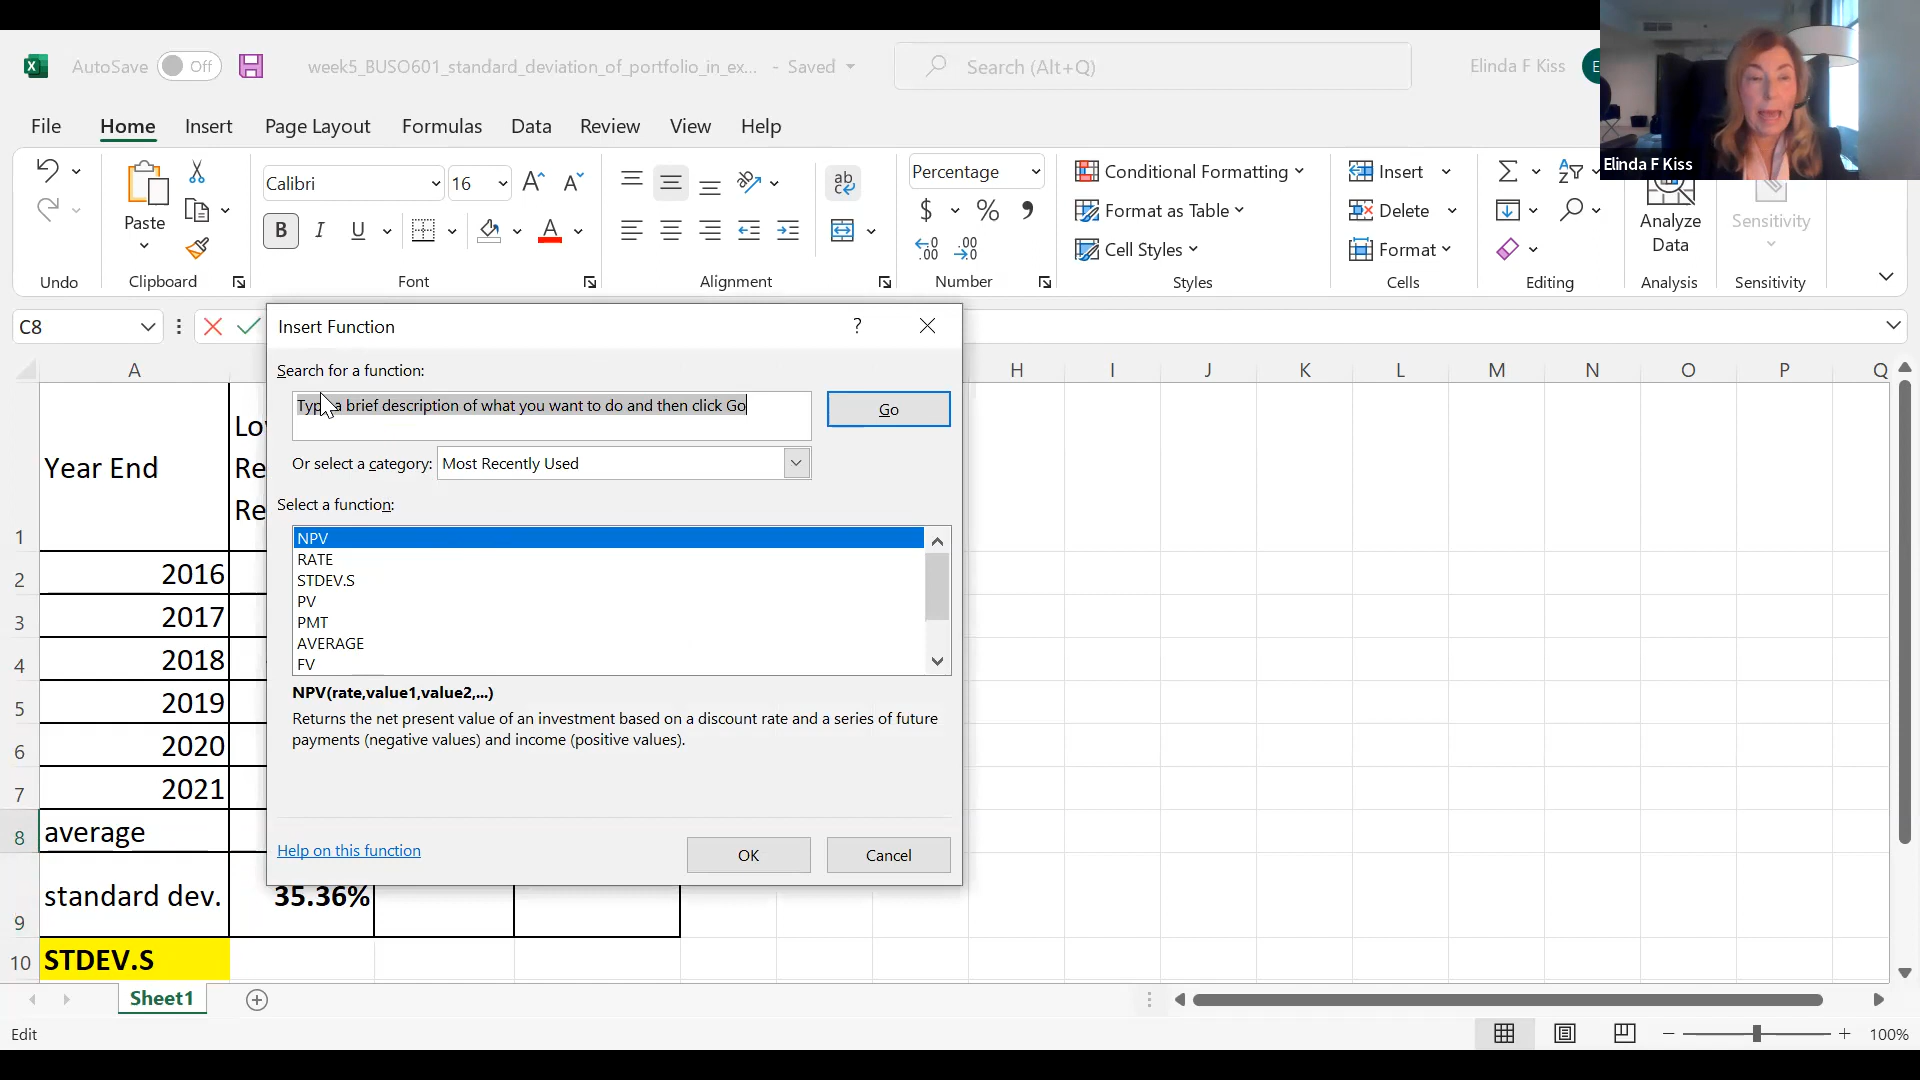 AutoSave Off week5_BUSO601_standard_deviation_of_portfolio_in_ex... - Saved Search (Alt+Q) Elinda F Kiss E
Elinda F Kiss
File Home Insert Page Layout Formulas Data Review View Help
Undo
Paste
Clipboard
Calibri 16
B I U A
Font
ab
Alignment
Percentage
$ % ,
Number
Conditional Formatting
Format as Table
Cell Styles
Styles
Insert
Delete
Format
Cells
Editing
Analyze
Data
Analysis
Sensitivity
Sensitivity
C8
Insert Function ?
Search for a function:
Type a brief description of what you want to do and then click Go
Go
Or select a category: Most Recently Used
Select a function:
NPV
RATE
STDEV.S
PV
PMT
AVERAGE
FV
NPV(rate,value1,value2,...)
Returns the net present value of an investment based on a discount rate and a series of future
payments (negative values) and income (positive values).
Help on this function
OK
Cancel
A H I J K L M N O P Q
1 Year End
2 2016
3 2017
4 2018
5 2019
6 2020
7 2021
8 average
9 standard dev. 35.36%
10 STDEV.S
Sheet1
Edit
100%